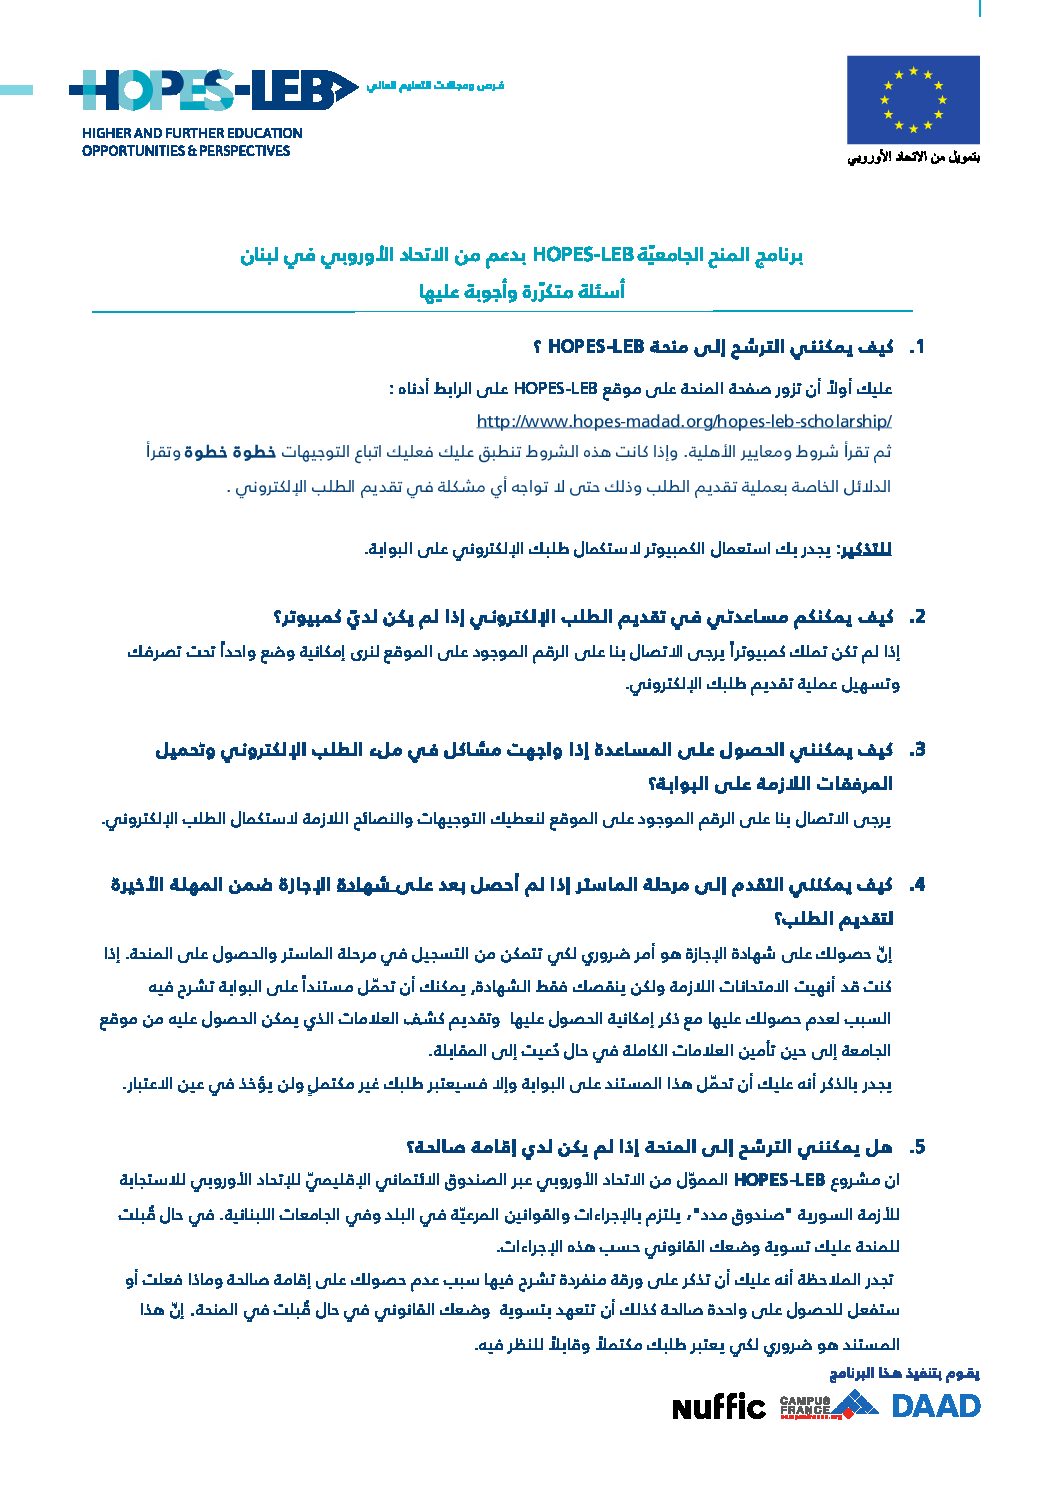 HOPES-LEB فـرص ومجـالات التعليـم العالـي
HIGHER AND FURTHER EDUCATION
OPPORTUNITIES & PERSPECTIVES
بتمويل من الاتحاد الأوروبي
برنامج المنح الجامعيّة HOPES-LEB بدعم من الاتحاد الأوروبي في لبنان
أسئلة متكرّرة وأجوبة عليها
1. كيف يمكنني الترشح إلى منحة HOPES-LEB ؟
عليك أولاً أن تزور صفحة المنحة على موقع HOPES-LEB على الرابط أدناه :
http://www.hopes-madad.org/hopes-leb-scholarship/
ثم تقرأ شروط ومعايير الأهلية. وإذا كانت هذه الشروط تنطبق عليك فعليك اتباع التوجيهات خطوة خطوة وتقرأ
الدلائل الخاصة بعملية تقديم الطلب وذلك حتى لا تواجه أي مشكلة في تقديم الطلب الإلكتروني .
للتذكير: يجدر بك استعمال الكمبيوتر لاستكمال طلبك الإلكتروني على البوابة.
2. كيف يمكنكم مساعدتي في تقديم الطلب الإلكتروني إذا لم يكن لديّ كمبيوتر؟
إذا لم تكن تملك كمبيوتراً يرجى الاتصال بنا على الرقم الموجود على الموقع لنرى إمكانية وضع واحداً تحت تصرفك
وتسهيل عملية تقديم طلبك الإلكتروني.
3. كيف يمكنني الحصول على المساعدة إذا واجهت مشاكل في ملء الطلب الإلكتروني وتحميل
المرفقات اللازمة على البوابة؟
يرجى الاتصال بنا على الرقم الموجود على الموقع لنعطيك التوجيهات والنصائح اللازمة لاستكمال الطلب الإلكتروني.
4. كيف يمكنني التقدم إلى مرحلة الماستر إذا لم أحصل بعد على شهادة الإجازة ضمن المهلة الأخيرة
لتقديم الطلب؟
إنّ حصولك على شهادة الإجازة هو أمر ضروري لكي تتمكن من التسجيل في مرحلة الماستر والحصول على المنحة. إذا
كنت قد أنهيت الامتحانات اللازمة ولكن ينقصك فقط الشهادة، يمكنك أن تحمّل مستنداً على البوابة تشرح فيه
السبب لعدم حصولك عليها مع ذكر إمكانية الحصول عليها وتقديم كشف العلامات الذي يمكن الحصول عليه من موقع
الجامعة إلى حين تأمين العلامات الكاملة في حال دُعيت إلى المقابلة.
يجدر بالذكر أنه عليك أن تحمّل هذا المستند على البوابة وإلا فسيعتبر طلبك غير مكتملٍ ولن يؤخذ في عين الاعتبار.
5. هل يمكنني الترشح إلى المنحة إذا لم يكن لدي إقامة صالحة؟
ان مشروع HOPES-LEB المموّل من الاتحاد الأوروبي عبر الصندوق الائتماني الإقليميّ للإتحاد الأوروبي للاستجابة
للأزمة السورية "صندوق مدد"، يلتزم بالإجراءات والقوانين المرعيّة في البلد وفي الجامعات اللبنانية. في حال قُبلت
للمنحة عليك تسوية وضعك القانوني حسب هذه الإجراءات.
تجدر الملاحظة أنه عليك أن تذكر على ورقة منفردة تشرح فيها سبب عدم حصولك على إقامة صالحة وماذا فعلت أو
ستفعل للحصول على واحدة صالحة كذلك أن تتعهد بتسوية وضعك القانوني في حال قُبلت في المنحة. إنّ هذا
المستند هو ضروري لكي يعتبر طلبك مكتملاً وقابلاً للنظر فيه.
يقـوم بتنفيذ هـذا البرنامج
nuffic CAMPUS FRANCE DAAD